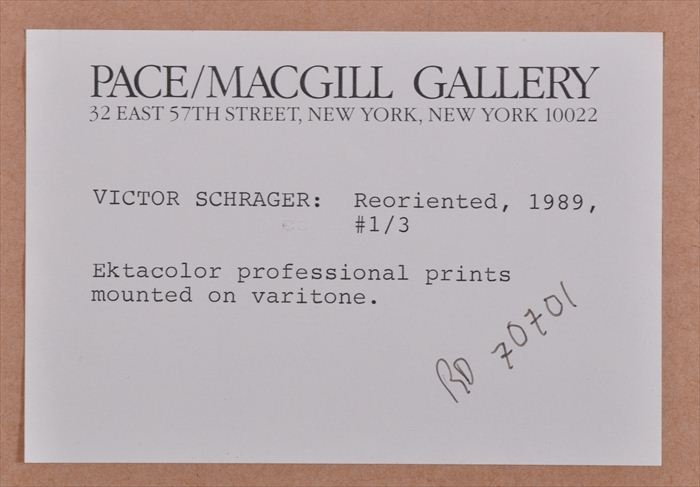 PACE/MACGILL GALLERY
32 EAST 57TH STREET, NEW YORK, NEW YORK 10022
VICTOR SCHRAGER: Reoriented, 1989,
#1/3
Ektacolor professional prints
mounted on varitone.
RD 70701